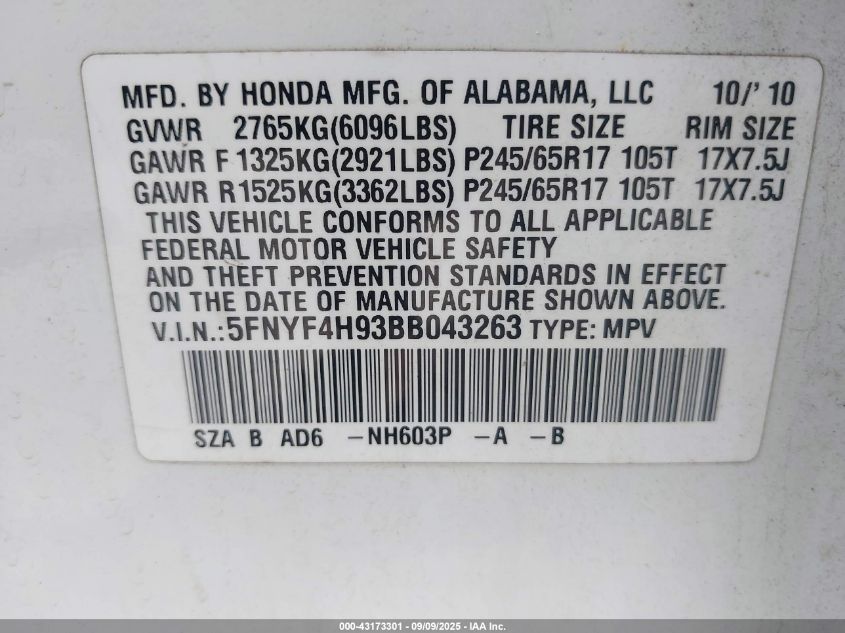 MFD. BY HONDA MFG. OF ALABAMA, LLC 10/'10
GVWR 2765KG(6096LBS) TIRE SIZE RIM SIZE
GAWR F1325KG(2921LBS) P245/65R17 105T 17X7.5J
GAWR R1525KG(3362LBS) P245/65R17 105T 17X7.5J
THIS VEHICLE CONFORMS TO ALL APPLICABLE
FEDERAL MOTOR VEHICLE SAFETY
AND THEFT PREVENTION STANDARDS IN EFFECT
ON THE DATE OF MANUFACTURE SHOWN ABOVE.
V.I.N.:5FNYF4H93BB043263 TYPE: MPV
SZA B AD6 -NH603P -A -B
000-43173301 - 09/09/2025 - IAA Inc.